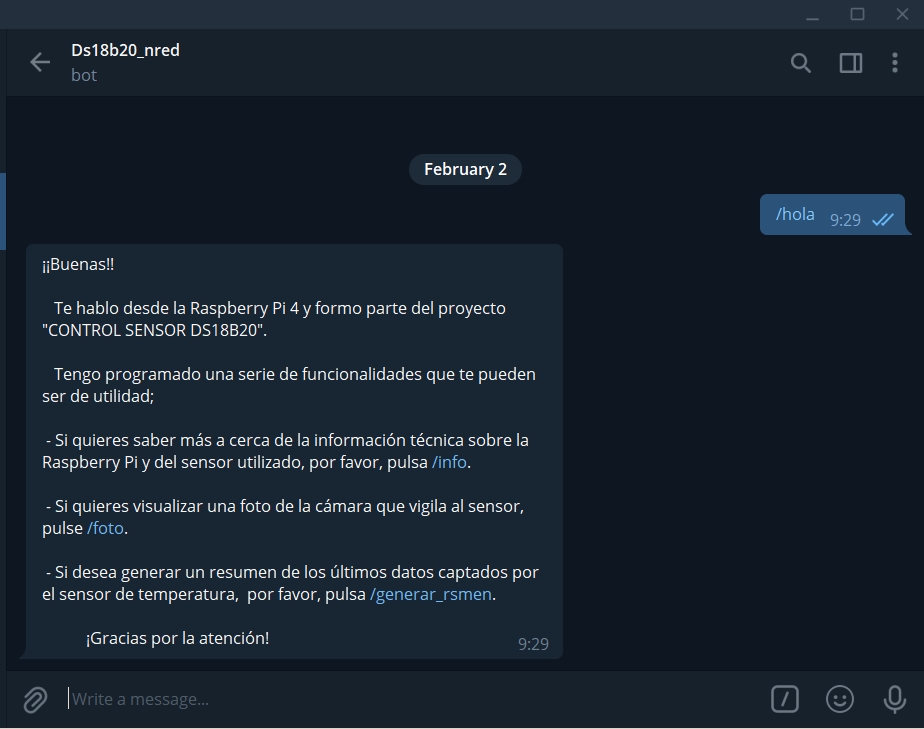 Ds18b20_nred
bot
February 2
/hola 9:29
¡¡Buenas!!
Te hablo desde la Raspberry Pi 4 y formo parte del proyecto
"CONTROL SENSOR DS18B20".
Tengo programado una serie de funcionalidades que te pueden
ser de utilidad;
- Si quieres saber más a cerca de la información técnica sobre la
Raspberry Pi y del sensor utilizado, por favor, pulsa /info.
- Si quieres visualizar una foto de la cámara que vigila al sensor,
pulse /foto.
- Si desea generar un resumen de los últimos datos captados por
el sensor de temperatura,  por favor, pulsa /generar_rsmen.
¡Gracias por la atención!
9:29
Write a message...